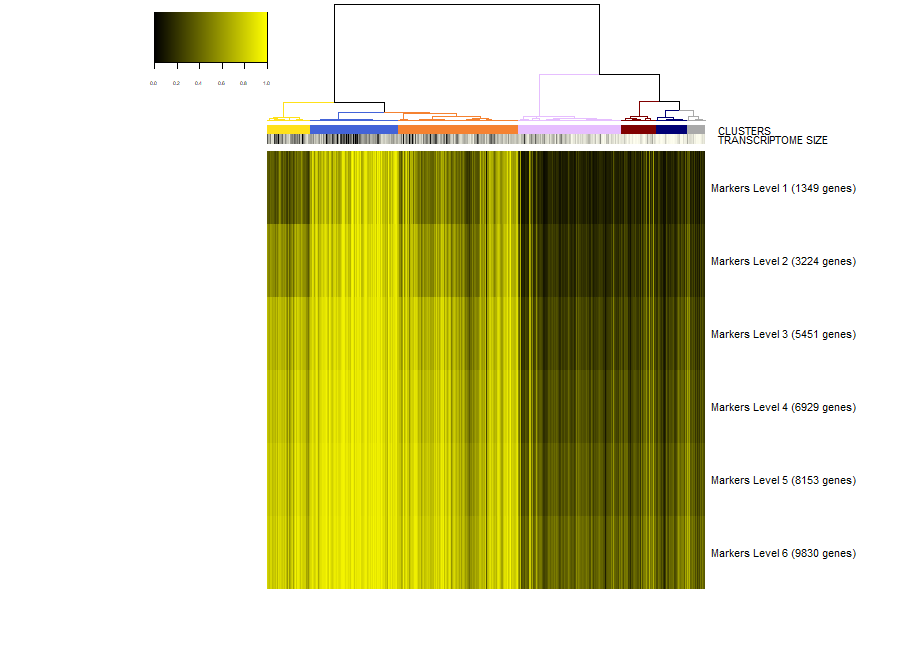 0.0 0.2 0.4 0.6 0.8 1.0
CLUSTERS
TRANSCRIPTOME SIZE
Markers Level 1 (1349 genes)
Markers Level 2 (3224 genes)
Markers Level 3 (5451 genes)
Markers Level 4 (6929 genes)
Markers Level 5 (8153 genes)
Markers Level 6 (9830 genes)